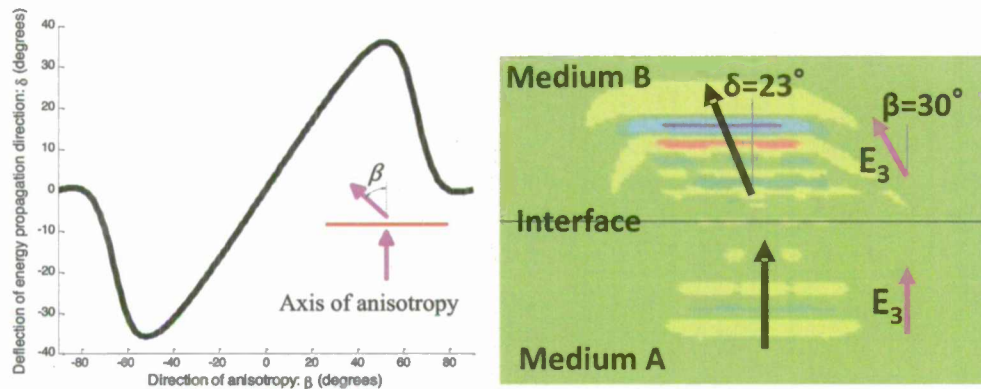 Deflection of energy propagation direction: δ (degrees)
40
30
20
10
0
-10
-20
-30
-40
-80
-60
-40
-20
0
20
40
60
80
Direction of anisotropy: β (degrees)
β
Axis of anisotropy
Medium B
δ=23°
β=30°
E₃
Interface
E₃
Medium A